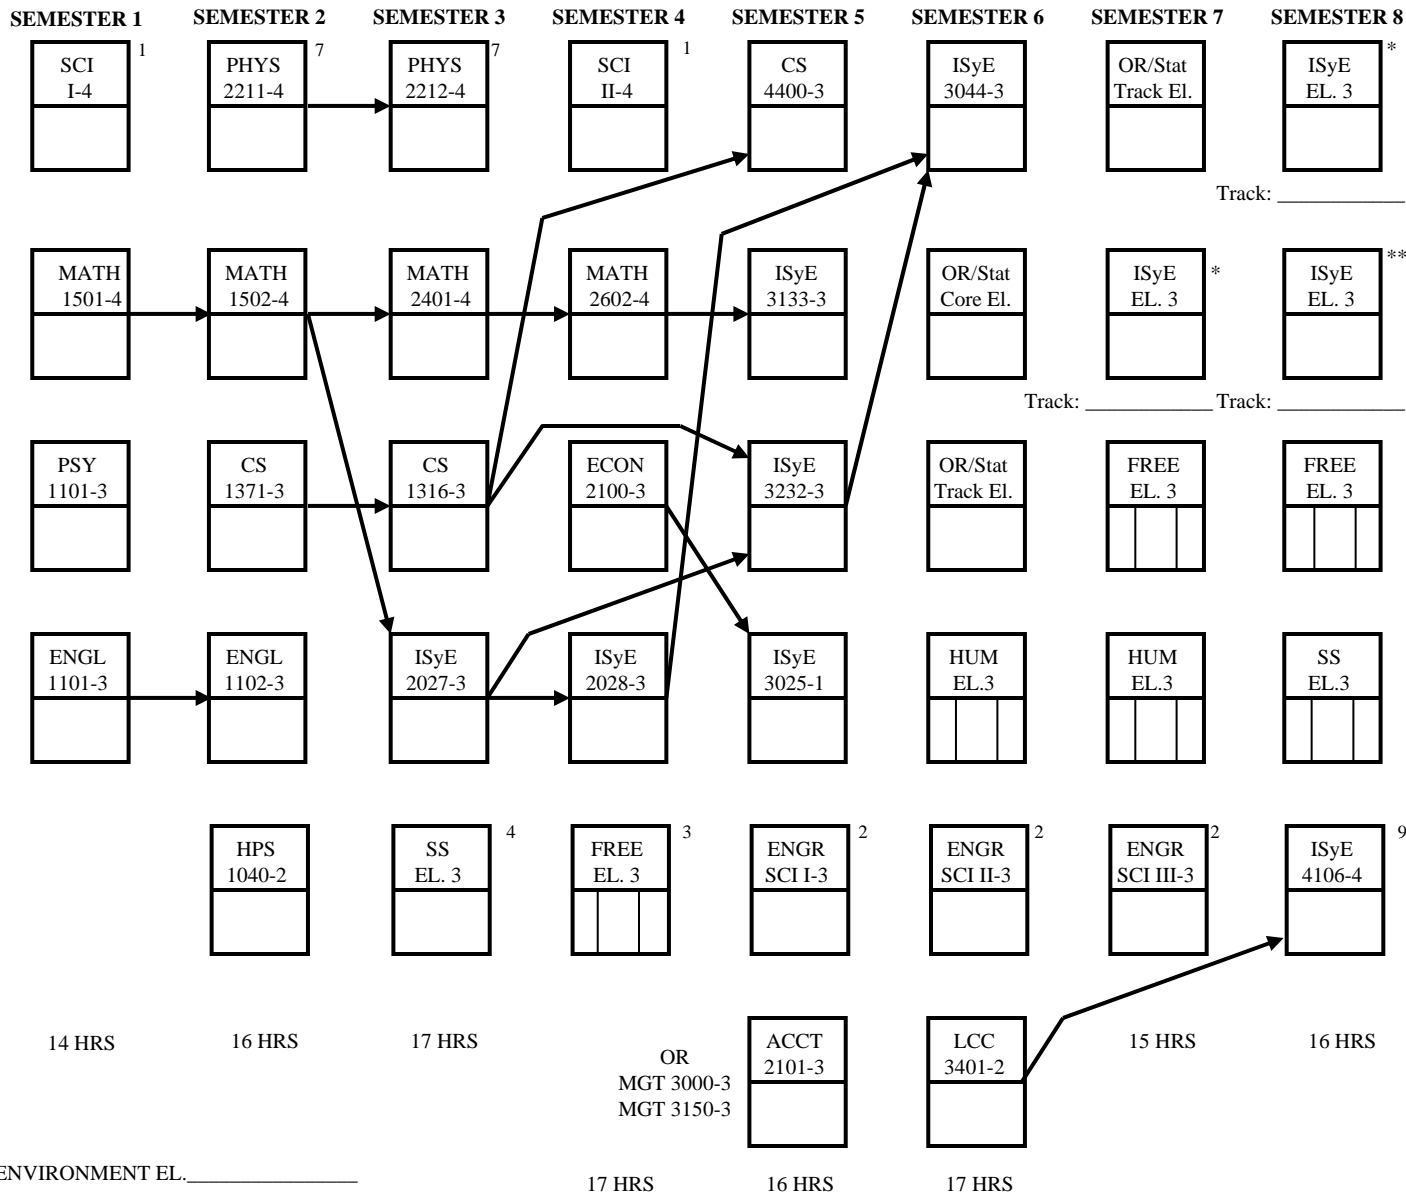 SEMESTER 1 SEMESTER 2 SEMESTER 3 SEMESTER 4 SEMESTER 5 SEMESTER 6 SEMESTER 7 SEMESTER 8
SCI 1 PHYS 7 PHYS 7 SCI 1 CS ISyE OR/Stat ISyE *
I-4 2211-4 2212-4 II-4 4400-3 3044-3 Track El. EL. 3
Track: ____________
MATH MATH MATH MATH ISyE OR/Stat ISyE * ISyE **
1501-4 1502-4 2401-4 2602-4 3133-3 Core El. EL. 3 EL. 3
Track: ____________ Track: ____________
PSY CS CS ECON ISyE OR/Stat FREE FREE
1101-3 1371-3 1316-3 2100-3 3232-3 Track El. EL. 3 EL. 3
ENGL ENGL ISyE ISyE ISyE HUM HUM SS
1101-3 1102-3 2027-3 2028-3 3025-1 EL.3 EL.3 EL.3
HPS SS 4 FREE 3 ENGR 2 ENGR 2 ENGR 2 ISyE 9
1040-2 EL. 3 EL. 3 SCI I-3 SCI II-3 SCI III-3 4106-4
14 HRS 16 HRS 17 HRS 15 HRS 16 HRS
OR ACCT LCC
MGT 3000-3 2101-3 3401-2
MGT 3150-3
ENVIRONMENT EL.________________
17 HRS 16 HRS 17 HRS